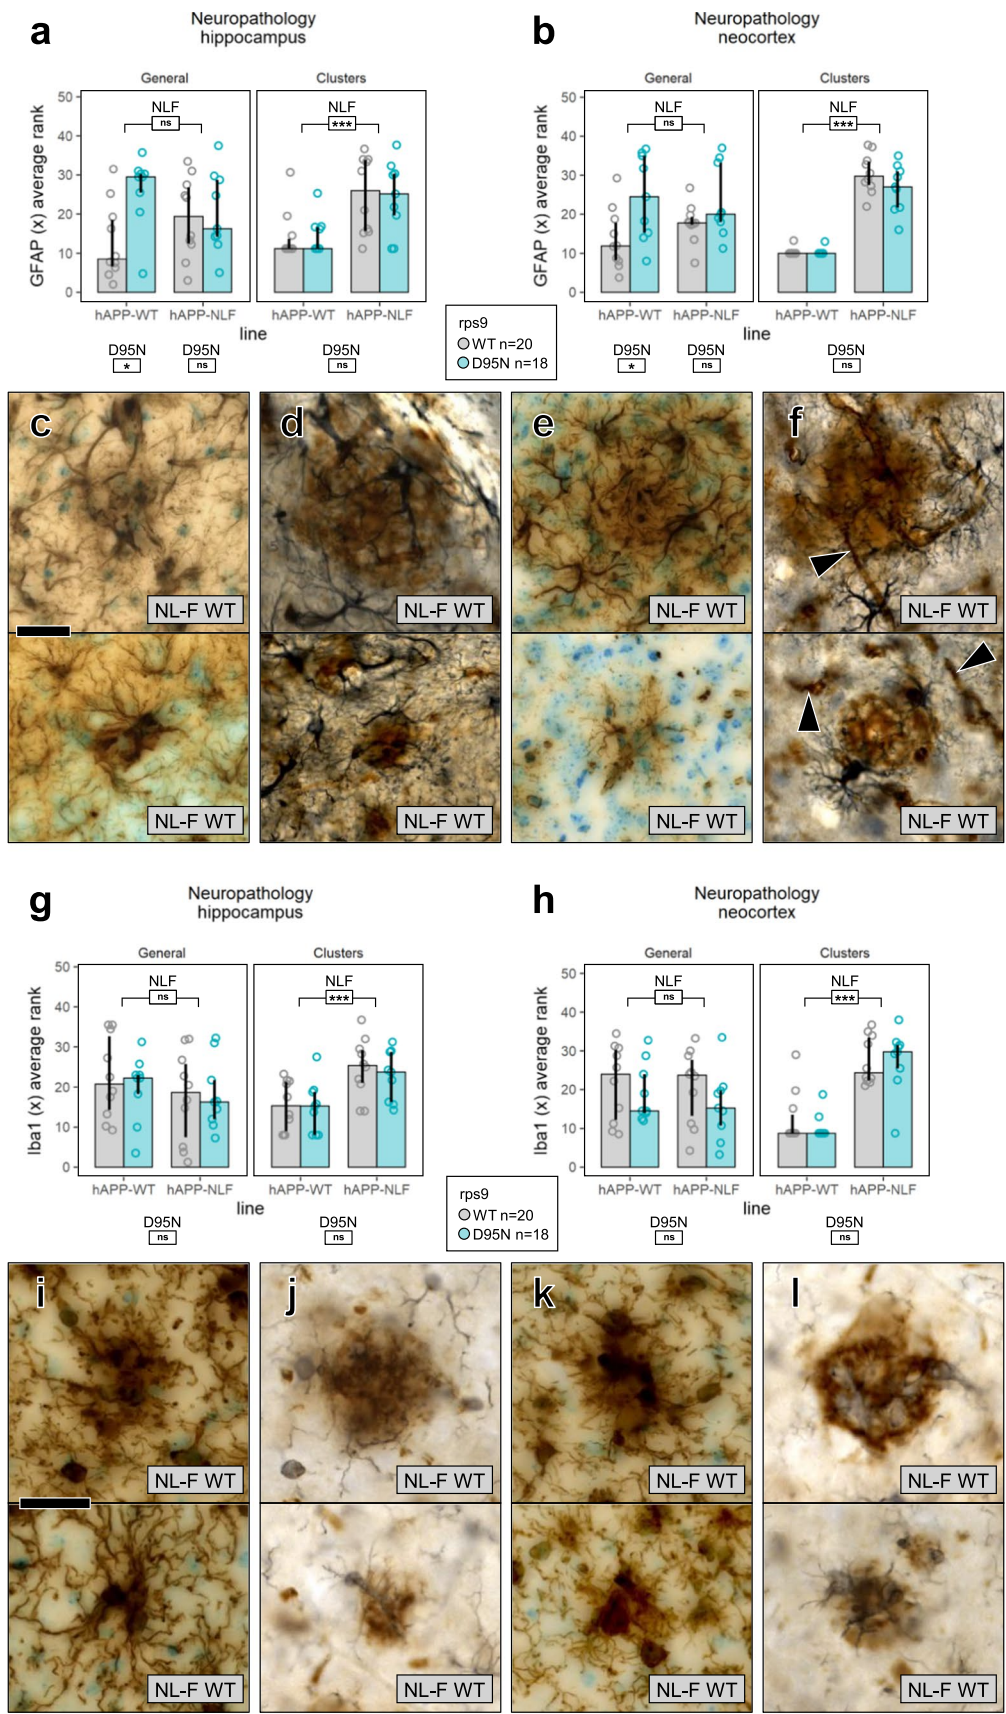 a
Neuropathology
hippocampus
b
Neuropathology
neocortex
General
Clusters
General
Clusters
GFAP (x) average rank
50
40
30
20
10
0
NLF
ns
NLF
***
GFAP (x) average rank
50
40
30
20
10
0
NLF
ns
NLF
***
hAPP-WT
hAPP-NLF
hAPP-WT
hAPP-NLF
line
hAPP-WT
hAPP-NLF
hAPP-WT
hAPP-NLF
line
rps9
WT n=20
D95N n=18
D95N
*
D95N
ns
D95N
ns
D95N
*
D95N
ns
D95N
ns
c
d
e
f
NL-F WT
NL-F WT
NL-F WT
NL-F WT
NL-F WT
NL-F WT
NL-F WT
NL-F WT
g
Neuropathology
hippocampus
h
Neuropathology
neocortex
General
Clusters
General
Clusters
Iba1 (x) average rank
50
40
30
20
10
0
NLF
ns
NLF
***
Iba1 (x) average rank
50
40
30
20
10
0
NLF
ns
NLF
***
hAPP-WT
hAPP-NLF
hAPP-WT
hAPP-NLF
line
hAPP-WT
hAPP-NLF
hAPP-WT
hAPP-NLF
line
rps9
WT n=20
D95N n=18
D95N
ns
D95N
ns
D95N
ns
D95N
ns
i
j
k
l
NL-F WT
NL-F WT
NL-F WT
NL-F WT
NL-F WT
NL-F WT
NL-F WT
NL-F WT